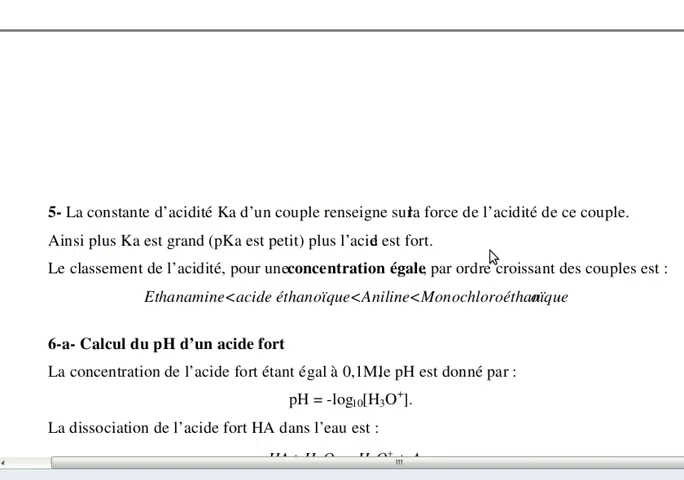 5- La constante d'acidité Ka d'un couple renseigne sur la force de l'acidité de ce couple.
Ainsi plus Ka est grand (pKa est petit) plus l'acide est fort.
Le classement de l'acidité, pour une concentration égale, par ordre croissant des couples est :
Ethanamine<acide éthanoïque<Aniline<Monochloroéthanoïque
6-a- Calcul du pH d'un acide fort
La concentration de l'acide fort étant égal à 0,1M, le pH est donné par :
pH = -log₁₀[H₃O⁺].
La dissociation de l'acide fort HA dans l'eau est :